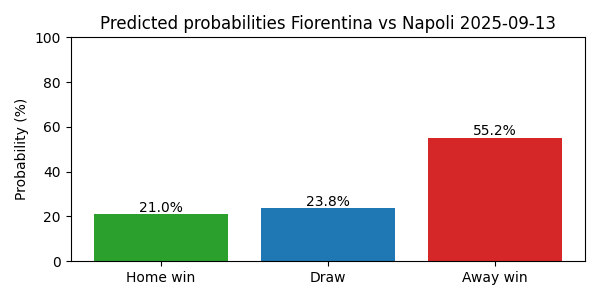 Predicted probabilities Fiorentina vs Napoli 2025-09-13
Probability (%)
100
80
60
40
20
0
21.0%
23.8%
55.2%
Home win
Draw
Away win